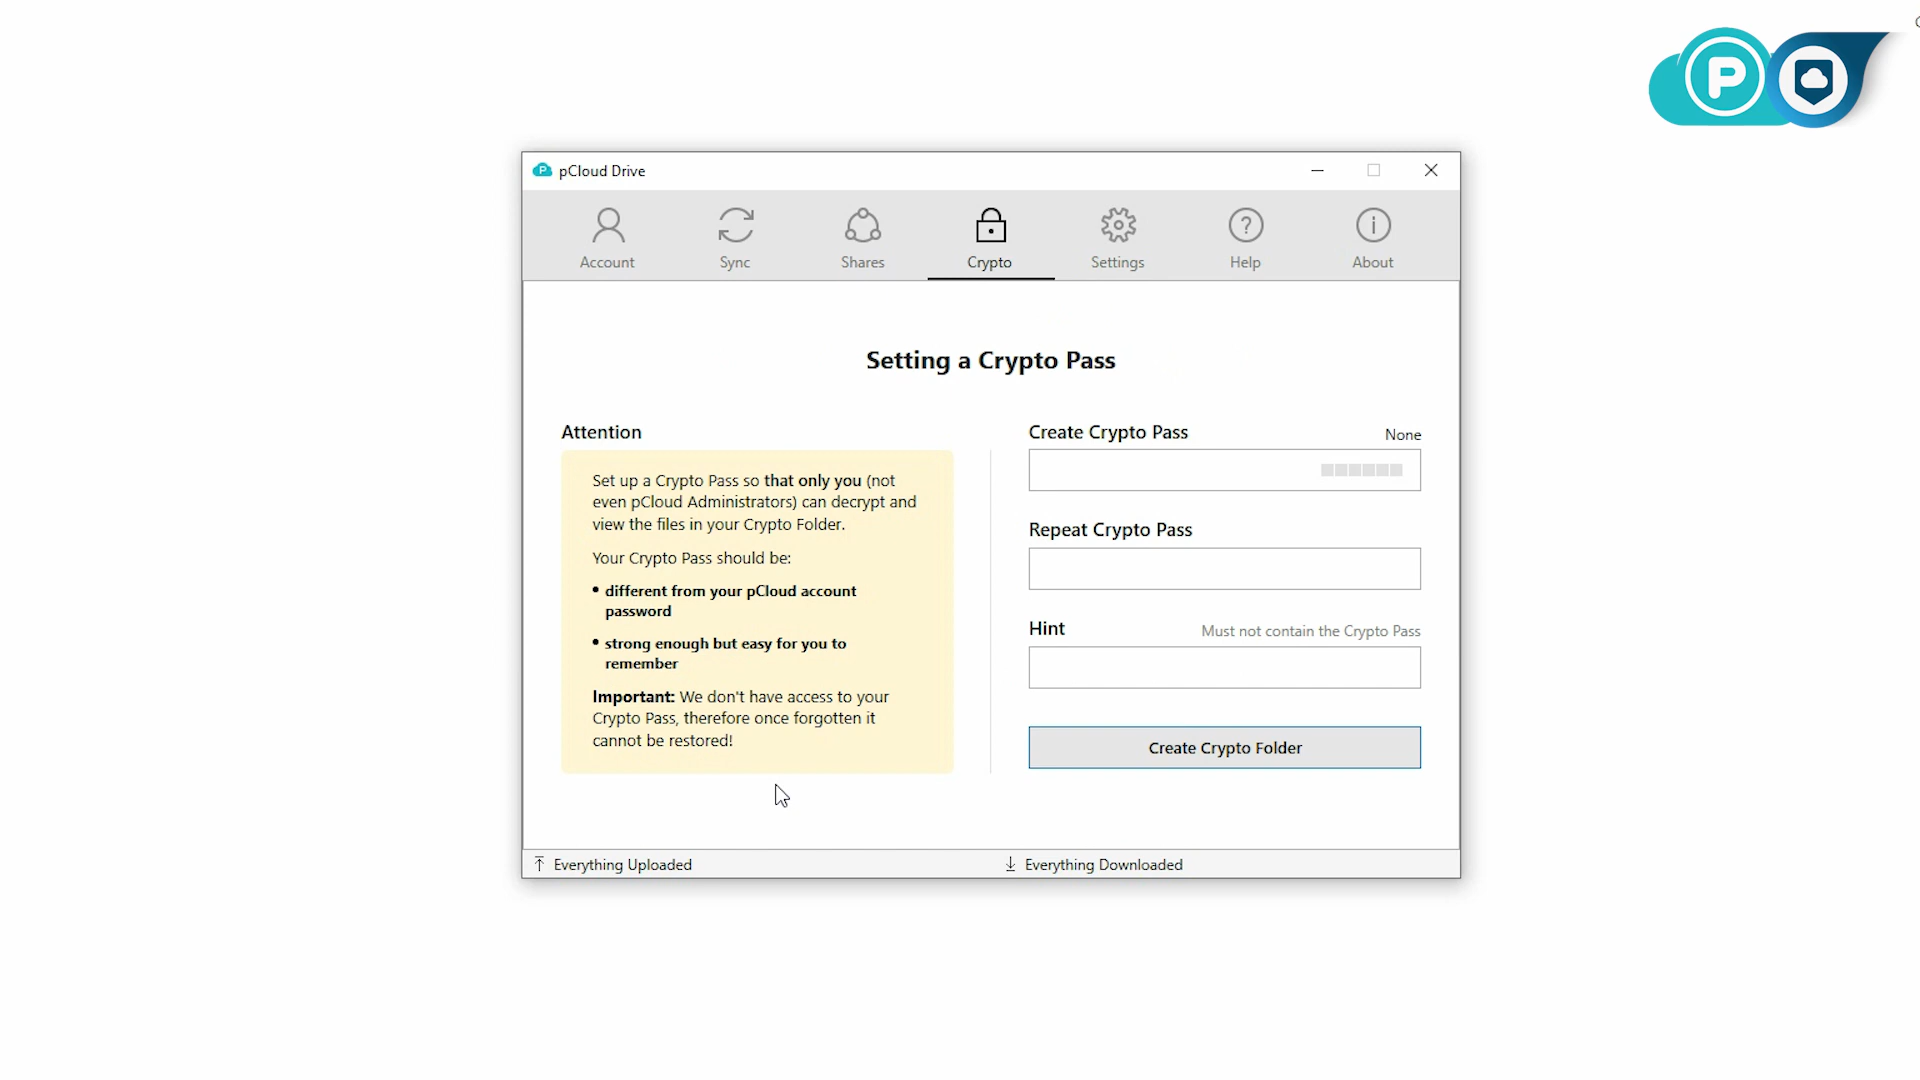 pCloud Drive
Account
Sync
Shares
Crypto
Settings
Help
About
Setting a Crypto Pass
Attention
Set up a Crypto Pass so that only you (not
even pCloud Administrators) can decrypt and
view the files in your Crypto Folder.
Your Crypto Pass should be:
• different from your pCloud account
password
• strong enough but easy for you to
remember
Important: We don't have access to your
Crypto Pass, therefore once forgotten it
cannot be restored!
Create Crypto Pass
None
Repeat Crypto Pass
Hint
Must not contain the Crypto Pass
Create Crypto Folder
Everything Uploaded
Everything Downloaded